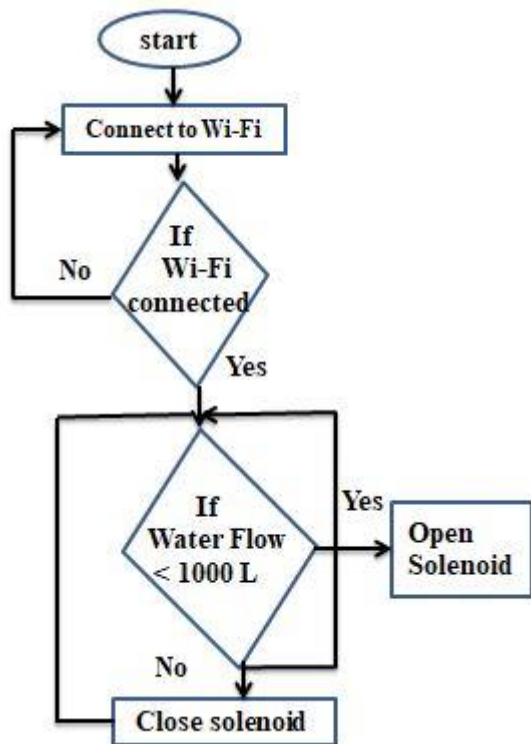 start
Connect to Wi-Fi
If
Wi-Fi
connected
No
Yes
If
Water Flow
< 1000 L
Yes
Open
Solenoid
No
Close solenoid